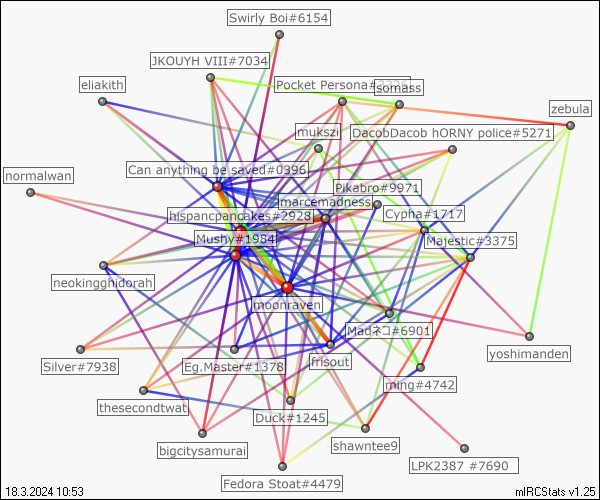 Swirly Boi#6154
JKOUYH VIII#7034
eliakith
Pocket Persona
somass
zebula
mukszi
DacobDacob hORNY police#5271
Can anything be saved#0396
normalwan
Pikabro#9971
marcemadness
hispancpancakes#2928
Cypha#1717
Mushy#1984
Majestic#3375
neokingghidorah
moonraven
Madネコ#6901
yoshimanden
Silver#7938
Eg.Master#1378
frisout
ming#4742
thesecondtwat
Duck#1245
bigcitysamurai
shawntee9
LPK2387 #7690
Fedora Stoat#4479
18.3.2024 10:53
mIRCStats v1.25